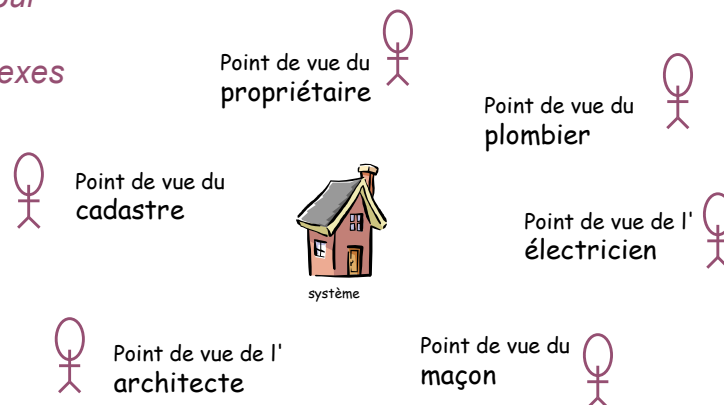 exes
Point de vue du
propriétaire
Point de vue du
plombier
Point de vue du
cadastre
Point de vue de l'
électricien
système
Point de vue de l'
architecte
Point de vue du
maçon